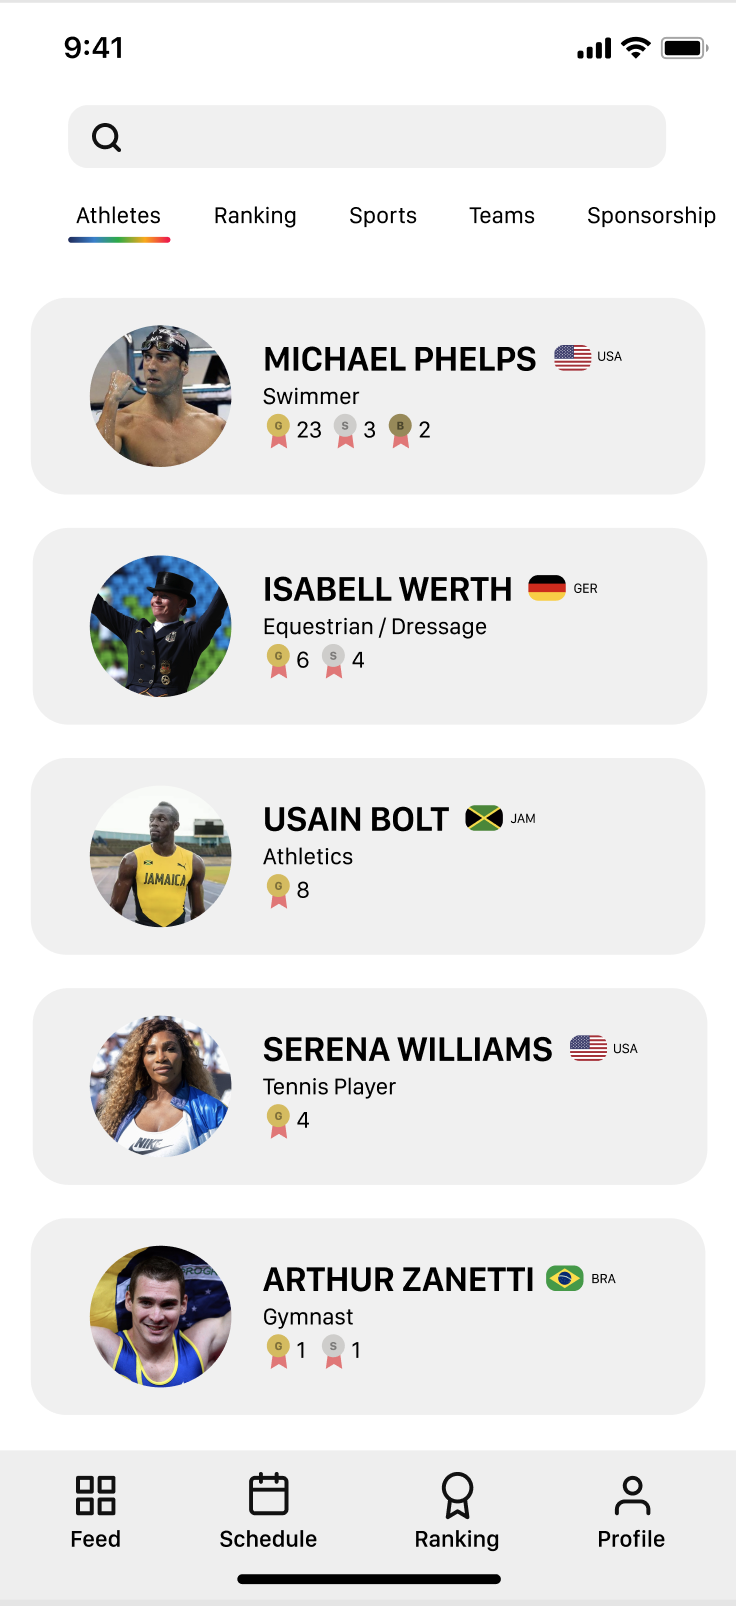 9:41
Athletes Ranking Sports Teams Sponsorship
MICHAEL PHELPS USA
Swimmer
G 23 S 3 B 2
ISABELL WERTH GER
Equestrian / Dressage
G 6 S 4
USAIN BOLT JAM
Athletics
JAMAICA
G 8
SERENA WILLIAMS USA
Tennis Player
G 4
NIKE
ARTHUR ZANETTI BRA
Gymnast
G 1 S 1
Feed Schedule Ranking Profile